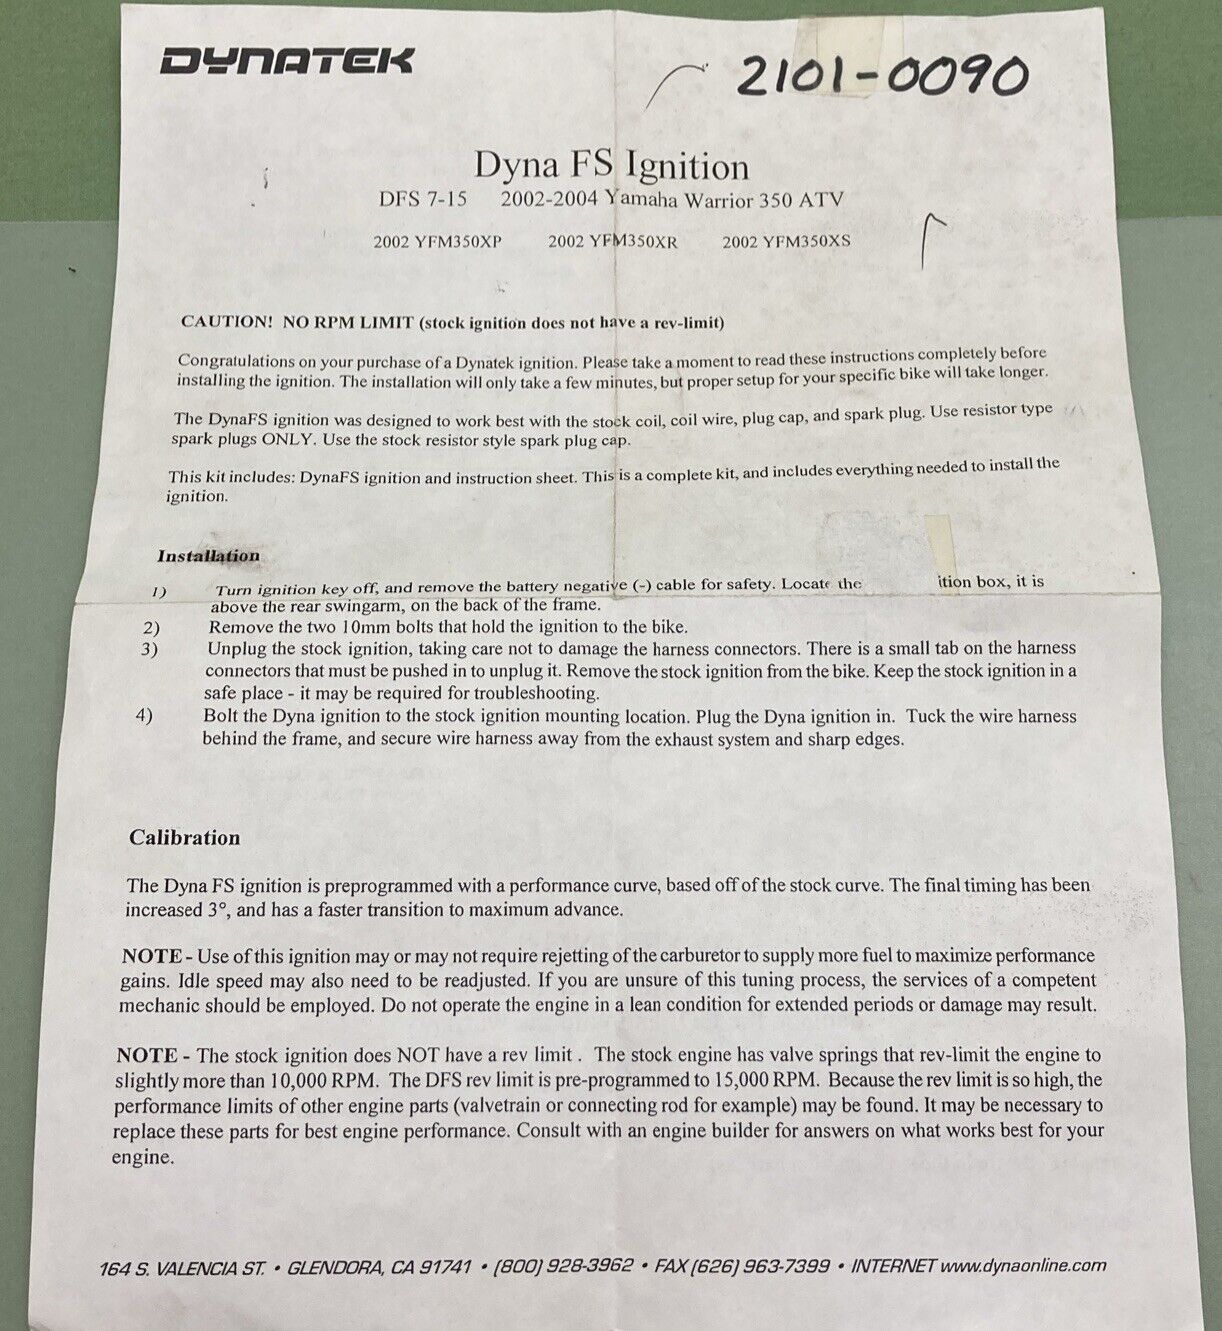 DYNATEK
2101-0090
Dyna FS Ignition
DFS 7-15 2002-2004 Yamaha Warrior 350 ATV
2002 YFM350XP 2002 YFM350XR 2002 YFM350XS
CAUTION! NO RPM LIMIT (stock ignition does not have a rev-limit)
Congratulations on your purchase of a Dynatek ignition. Please take a moment to read these instructions completely before
installing the ignition. The installation will only take a few minutes, but proper setup for your specific bike will take longer.
The DynaFS ignition was designed to work best with the stock coil, coil wire, plug cap, and spark plug. Use resistor type
spark plugs ONLY. Use the stock resistor style spark plug cap.
This kit includes: DynaFS ignition and instruction sheet. This is a complete kit, and includes everything needed to install the
ignition.
Installation
1) Turn ignition key off, and remove the battery negative (-) cable for safety. Locate the ition box, it is
above the rear swingarm, on the back of the frame.
2) Remove the two 10mm bolts that hold the ignition to the bike.
3) Unplug the stock ignition, taking care not to damage the harness connectors. There is a small tab on the harness
connectors that must be pushed in to unplug it. Remove the stock ignition from the bike. Keep the stock ignition in a
safe place - it may be required for troubleshooting.
4) Bolt the Dyna ignition to the stock ignition mounting location. Plug the Dyna ignition in. Tuck the wire harness
behind the frame, and secure wire harness away from the exhaust system and sharp edges.
Calibration
The Dyna FS ignition is preprogrammed with a performance curve, based off of the stock curve. The final timing has been
increased 3°, and has a faster transition to maximum advance.
NOTE - Use of this ignition may or may not require rejetting of the carburetor to supply more fuel to maximize performance
gains. Idle speed may also need to be readjusted. If you are unsure of this tuning process, the services of a competent
mechanic should be employed. Do not operate the engine in a lean condition for extended periods or damage may result.
NOTE - The stock ignition does NOT have a rev limit . The stock engine has valve springs that rev-limit the engine to
slightly more than 10,000 RPM. The DFS rev limit is pre-programmed to 15,000 RPM. Because the rev limit is so high, the
performance limits of other engine parts (valvetrain or connecting rod for example) may be found. It may be necessary to
replace these parts for best engine performance. Consult with an engine builder for answers on what works best for your
engine.
164 S. VALENCIA ST. • GLENDORA, CA 91741 • (800) 928-3962 • FAX (626) 963-7399 • INTERNET www.dynaonline.com